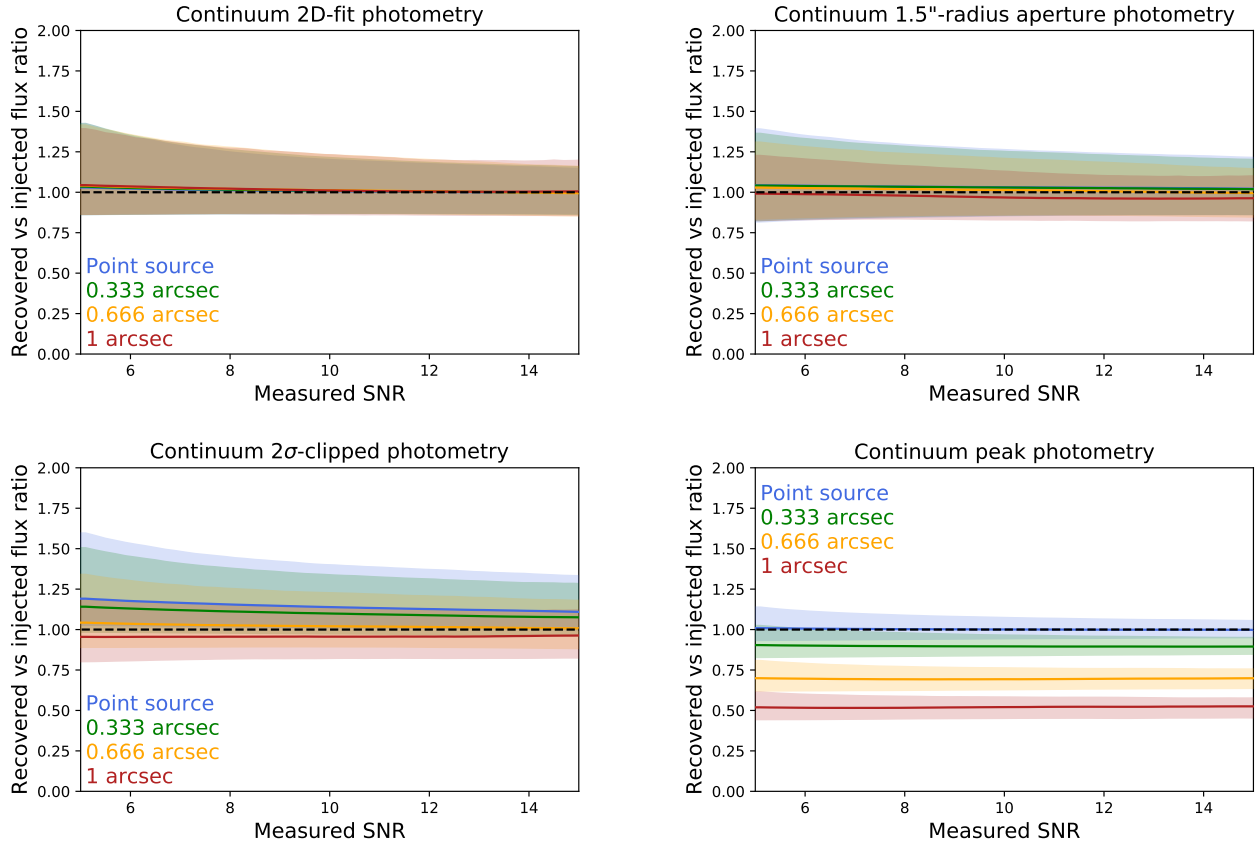 Continuum 2D-fit photometry
Recovered vs injected flux ratio
2.00
1.75
1.50
1.25
1.00
0.75
0.50
0.25
0.00
Point source
0.333 arcsec
0.666 arcsec
1 arcsec
6 8 10 12 14
Measured SNR
Continuum 1.5"-radius aperture photometry
Recovered vs injected flux ratio
2.00
1.75
1.50
1.25
1.00
0.75
0.50
0.25
0.00
Point source
0.333 arcsec
0.666 arcsec
1 arcsec
6 8 10 12 14
Measured SNR
Continuum 2σ-clipped photometry
Recovered vs injected flux ratio
2.00
1.75
1.50
1.25
1.00
0.75
0.50
0.25
0.00
Point source
0.333 arcsec
0.666 arcsec
1 arcsec
6 8 10 12 14
Measured SNR
Continuum peak photometry
Recovered vs injected flux ratio
2.00
1.75
1.50
1.25
1.00
0.75
0.50
0.25
0.00
Point source
0.333 arcsec
0.666 arcsec
1 arcsec
6 8 10 12 14
Measured SNR